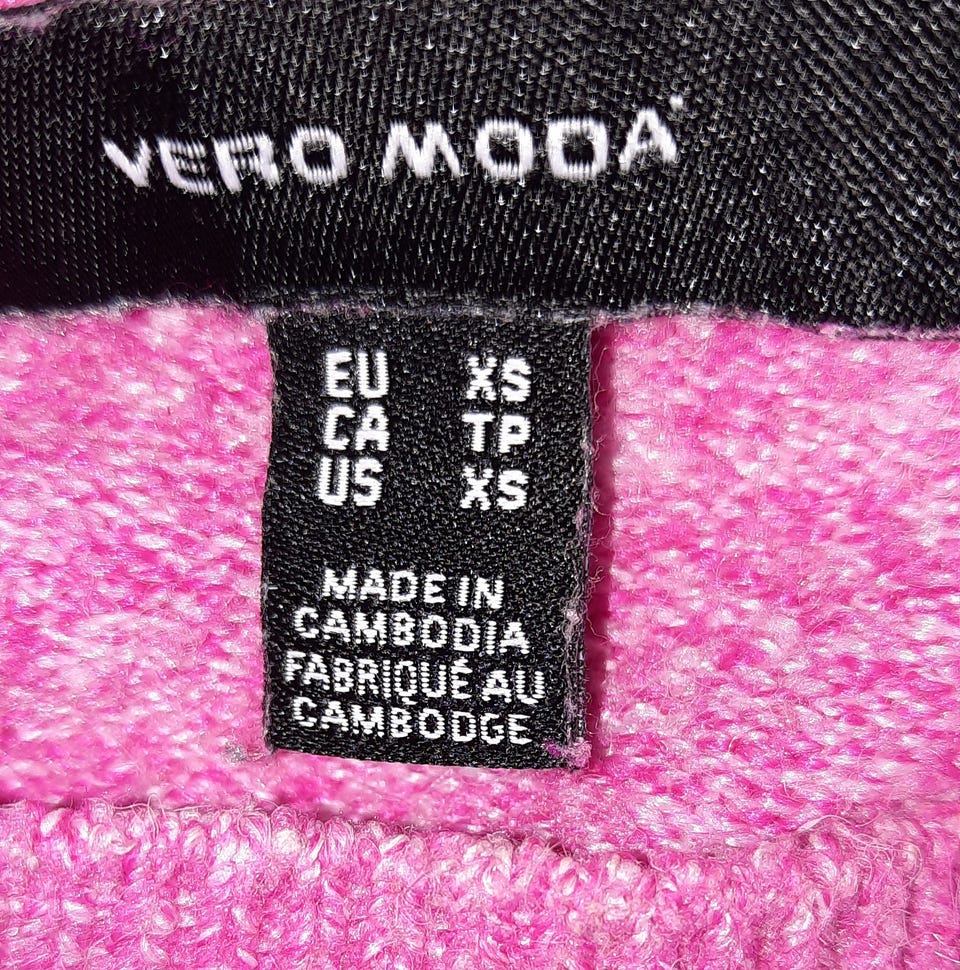 VERO MODA
EU XS
CA TP
US XS
MADE IN
CAMBODIA
FABRIQUÉ AU
CAMBODGE